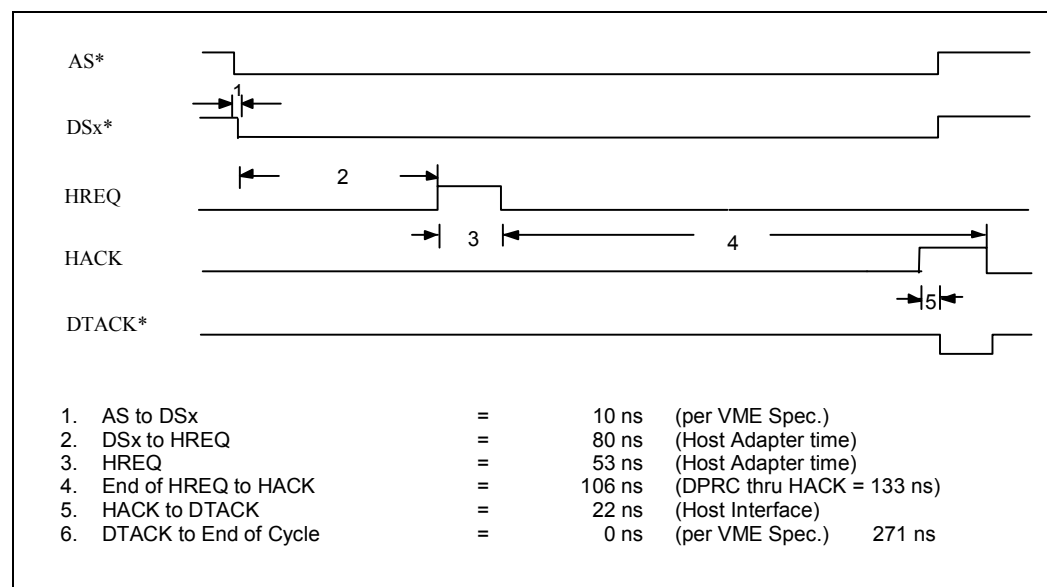 AS*
1
DSx*
2
HREQ
3
4
HACK
5
DTACK*
1. AS to DSx = 10 ns (per VME Spec.)
2. DSx to HREQ = 80 ns (Host Adapter time)
3. HREQ = 53 ns (Host Adapter time)
4. End of HREQ to HACK = 106 ns (DPRC thru HACK = 133 ns)
5. HACK to DTACK = 22 ns (Host Interface)
6. DTACK to End of Cycle = 0 ns (per VME Spec.) 271 ns